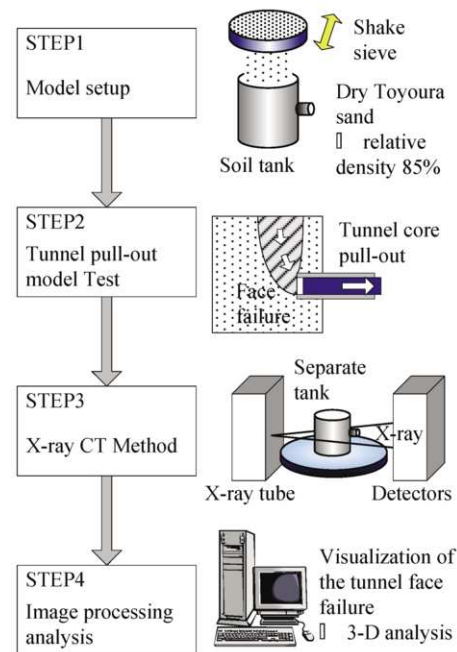 STEP1
Model setup
Shake
sieve
Dry Toyoura
sand
▯ relative
density 85%
Soil tank
STEP2
Tunnel pull-out
model Test
Tunnel core
pull-out
Face
failure
STEP3
X-ray CT Method
Separate
tank
X-ray
X-ray tube
Detectors
STEP4
Image processing
analysis
Visualization of
the tunnel face
failure
▯ 3-D analysis